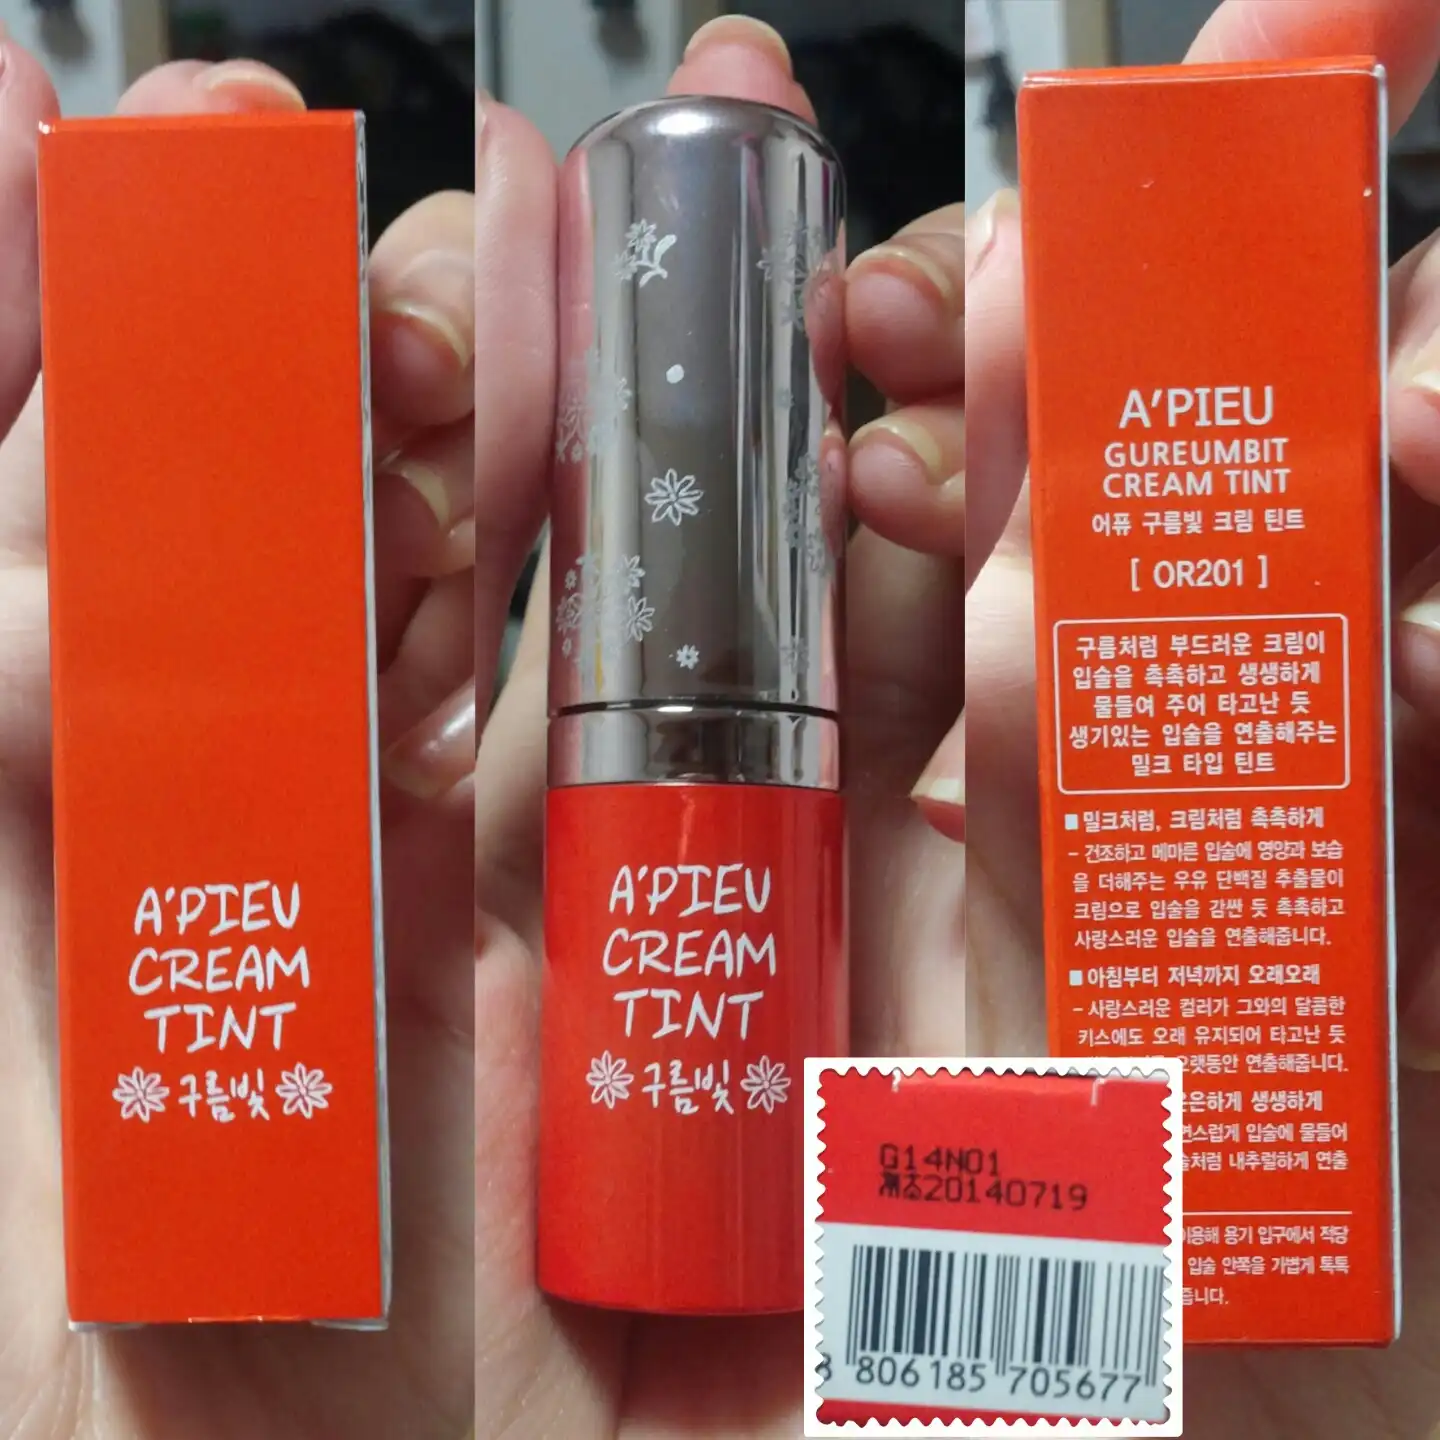 A'PIEU
CREAM
TINT
구름빛
A'PIEU
CREAM
TINT
구름빛
A'PIEU
GUREUMBIT
CREAM TINT
어퓨 구름빛 크림 틴트
[ OR201 ]
구름처럼 부드러운 크림이
입술을 촉촉하고 생생하게
물들여 주어 타고난 듯
생기있는 입술을 연출해주는
밀크 타입 틴트
■ 밀크처럼, 크림처럼 촉촉하게
- 건조하고 메마른 입술에 영양과 보습
을 더해주는 우유 단백질 추출물이
크림으로 입술을 감싼 듯 촉촉하고
사랑스러운 입술을 연출해줍니다.
■ 아침부터 저녁까지 오래오래
- 사랑스러운 컬러가 그와의 달콤한
키스에도 오래 유지되어 타고난 듯
오랫동안 연출해줍니다.
생생하게
입술에 물들어
내추럴하게 연출
용기 입구에서 적당
입술 안쪽을 가볍게 톡톡
G14N01
제조20140719
8 806185 705677